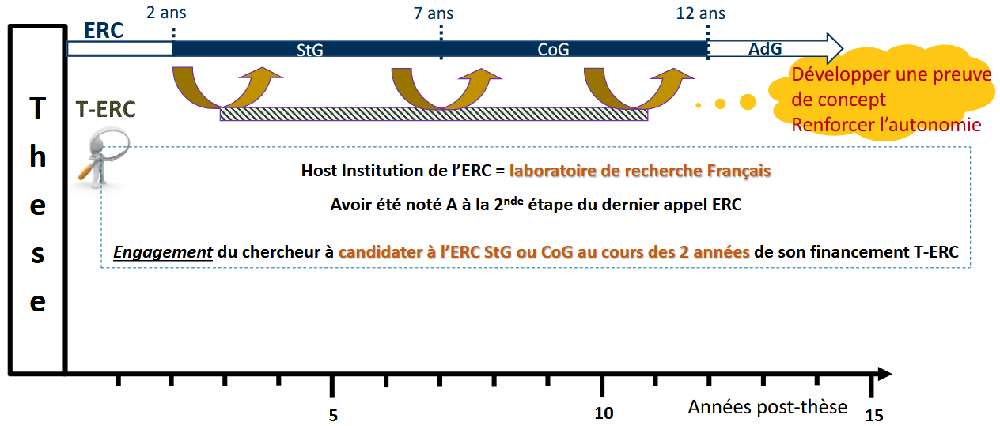 2 ans
7 ans
12 ans
ERC
StG
CoG
AdG
Développer une preuve
de concept
Renforcer l'autonomie
T-ERC
Host Institution de l'ERC = laboratoire de recherche Français
Avoir été noté A à la 2nde étape du dernier appel ERC
Engagement du chercheur à candidater à l'ERC StG ou CoG au cours des 2 années de son financement T-ERC
T
h
e
s
e
5
10
Années post-thèse
15